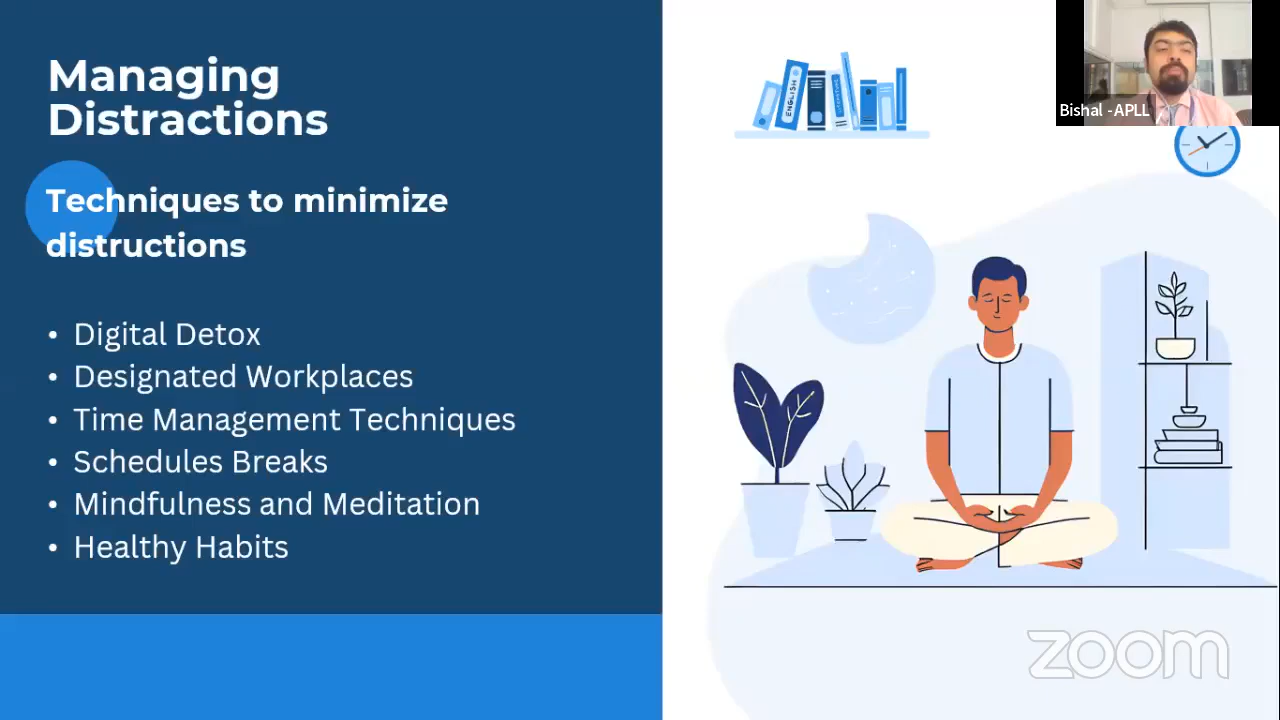 Managing
Distractions
Techniques to minimize
distructions
• Digital Detox
• Designated Workplaces
• Time Management Techniques
• Schedules Breaks
• Mindfulness and Meditation
• Healthy Habits
ENGLISH
Bishal -APLL
zoom